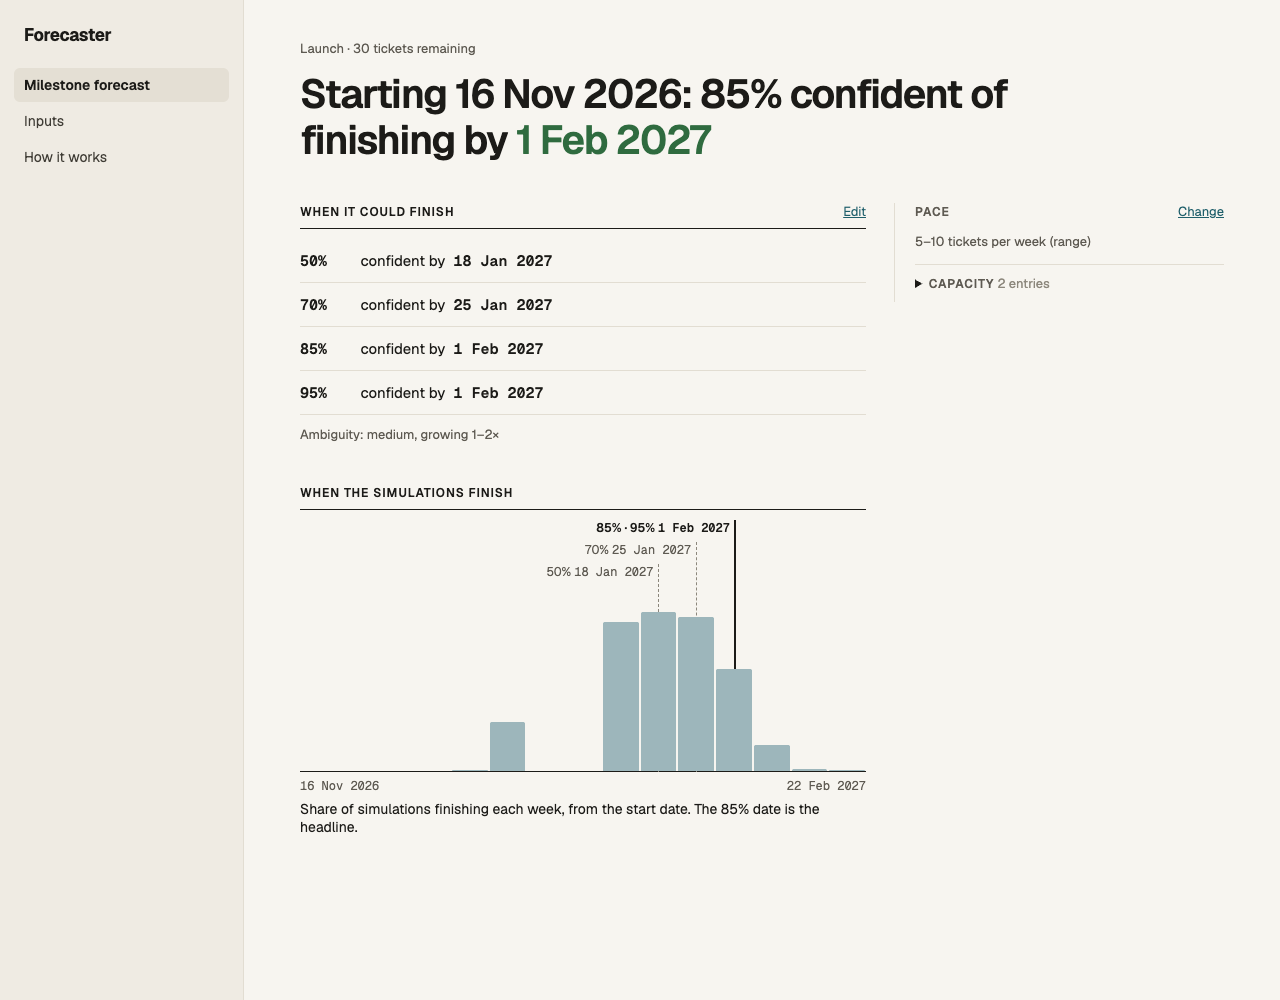 Forecaster
Milestone forecast
Inputs
How it works
Launch · 30 tickets remaining
Starting 16 Nov 2026: 85% confident of
finishing by 1 Feb 2027
WHEN IT COULD FINISH
Edit
50% confident by 18 Jan 2027
70% confident by 25 Jan 2027
85% confident by 1 Feb 2027
95% confident by 1 Feb 2027
Ambiguity: medium, growing 1–2×
PACE
Change
5–10 tickets per week (range)
CAPACITY 2 entries
WHEN THE SIMULATIONS FINISH
85% · 95% 1 Feb 2027
70% 25 Jan 2027
50% 18 Jan 2027
16 Nov 2026
22 Feb 2027
Share of simulations finishing each week, from the start date. The 85% date is the
headline.